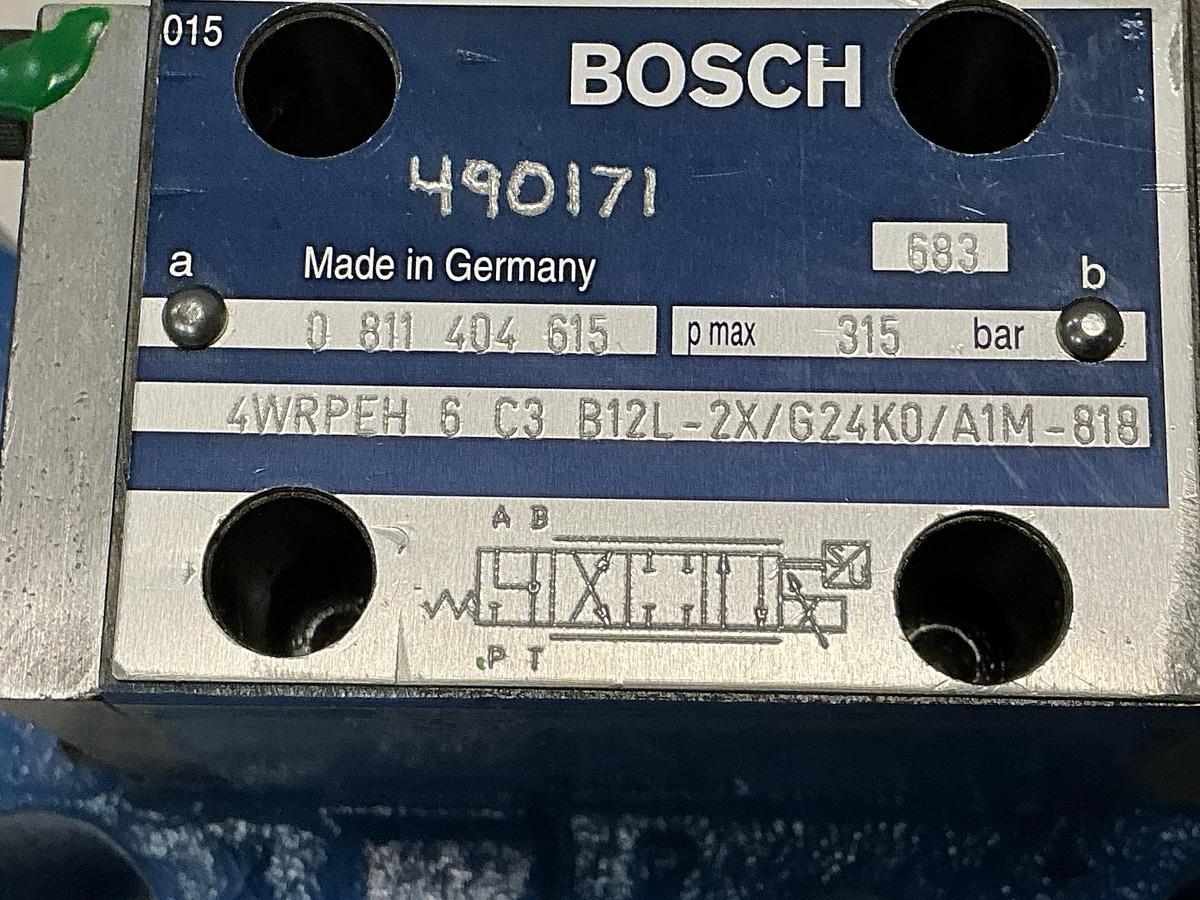 015
BOSCH
490171
683
a
Made in Germany
b
0 811 404 615
p max 315 bar
4WRPEH 6 C3 B12L-2X/G24K0/A1M-818
A B
S U
P T